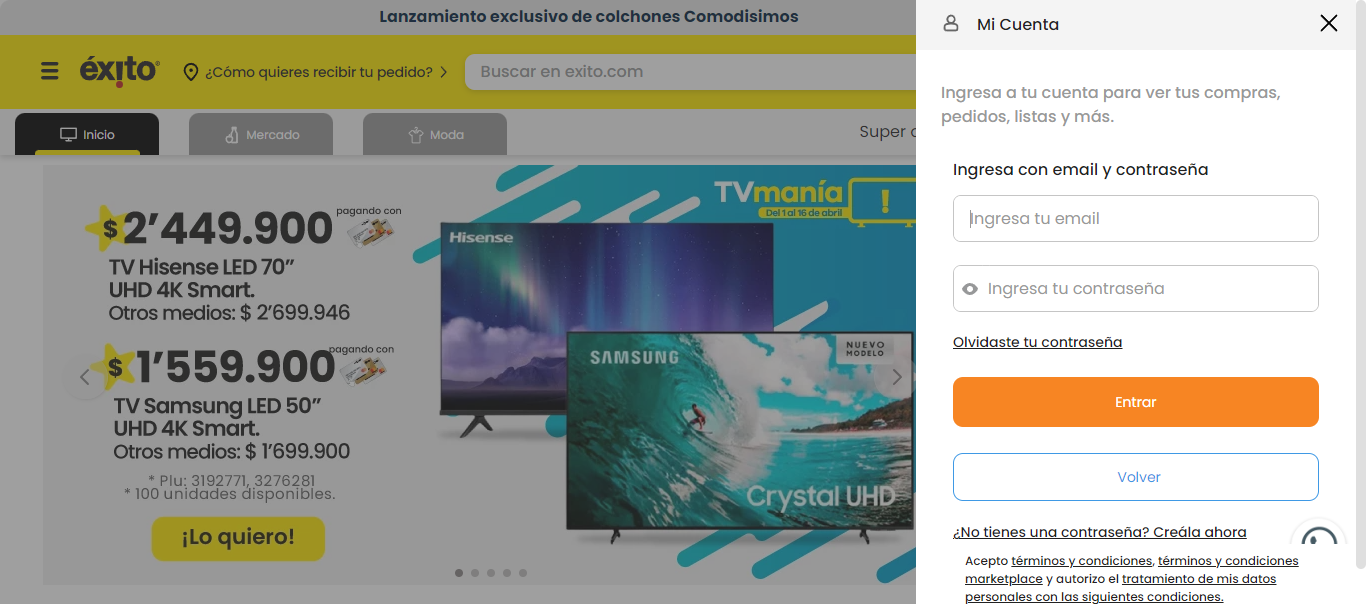 Lanzamiento exclusivo de colchones Comodisimos
éxito
¿Cómo quieres recibir tu pedido?
Buscar en exito.com
Inicio
Mercado
Moda
Super
TVmanía
Del 1 al 16 de abril
$2’449.900
pagando con
TV Hisense LED 70”
UHD 4K Smart.
Otros medios: $ 2’699.946
$1’559.900
pagando con
TV Samsung LED 50”
UHD 4K Smart.
Otros medios: $ 1’699.900
* Plu: 3192771, 3276281
* 100 unidades disponibles.
¡Lo quiero!
Hisense
SAMSUNG
NUEVO
MODELO
Crystal UHD
Mi Cuenta
Ingresa a tu cuenta para ver tus compras,
pedidos, listas y más.
Ingresa con email y contraseña
Ingresa tu email
Ingresa tu contraseña
Olvidaste tu contraseña
Entrar
Volver
¿No tienes una contraseña? Creála ahora
Acepto términos y condiciones, términos y condiciones
marketplace y autorizo el tratamiento de mis datos
personales con las siguientes condiciones.